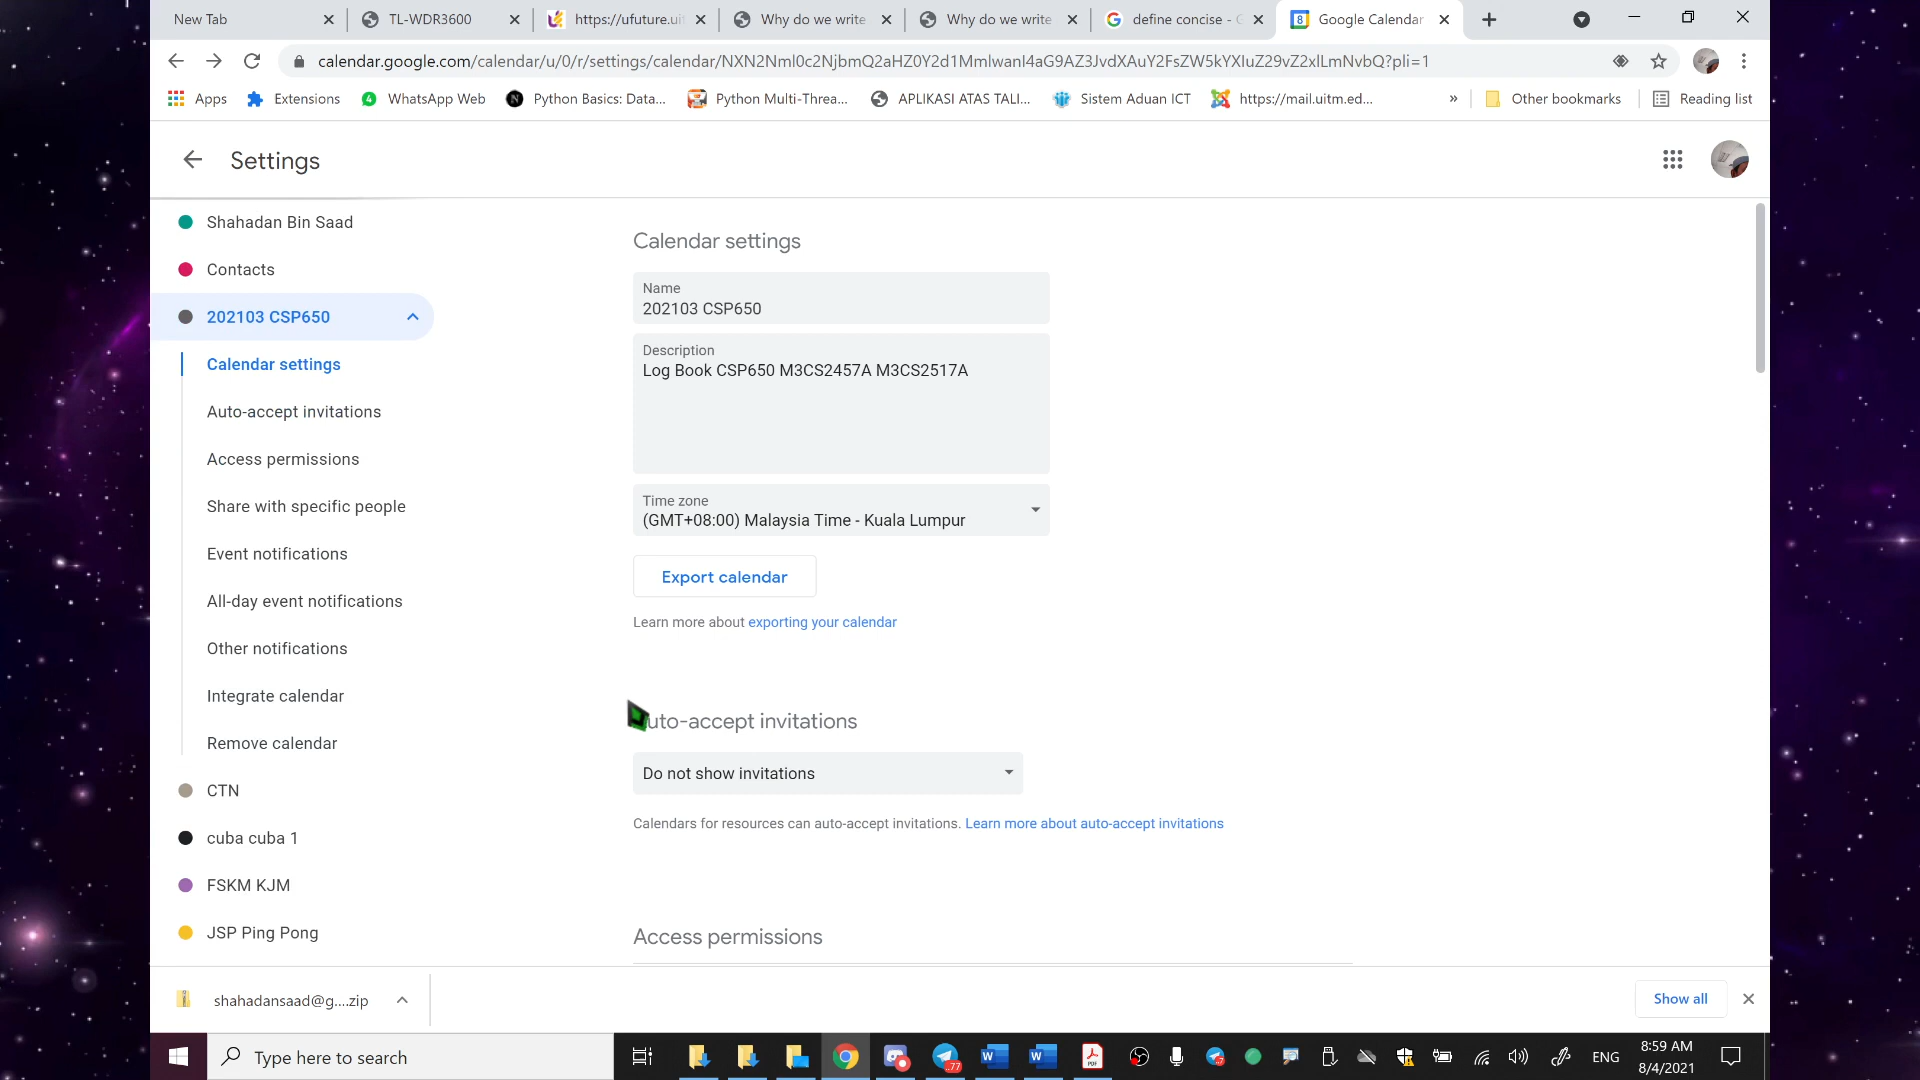 New Tab
TL-WDR3600
https://ufuture.uit
Why do we write
Why do we write
define concise - G
Google Calendar
calendar.google.com/calendar/u/0/r/settings/calendar/NXN2Nml0c2NjbmQ2aHZ0Y2d1MmlwanI4aG9AZ3JvdXAuY2FsZW5kYXIuZ29vZ2xlLmNvbQ?pli=1
Apps
Extensions
WhatsApp Web
Python Basics: Data...
Python Multi-Threa...
APLIKASI ATAS TALI...
Sistem Aduan ICT
https://mail.uitm.ed...
»
Other bookmarks
Reading list
Settings
Shahadan Bin Saad
Contacts
202103 CSP650
Calendar settings
Auto-accept invitations
Access permissions
Share with specific people
Event notifications
All-day event notifications
Other notifications
Integrate calendar
Remove calendar
CTN
cuba cuba 1
FSKM KJM
JSP Ping Pong
Calendar settings
Name
202103 CSP650
Description
Log Book CSP650 M3CS2457A M3CS2517A
Time zone
(GMT+08:00) Malaysia Time - Kuala Lumpur
Export calendar
Learn more about exporting your calendar
uto-accept invitations
Do not show invitations
Calendars for resources can auto-accept invitations. Learn more about auto-accept invitations
Access permissions
shahadansaad@g....zip
Show all
Type here to search
77
ENG
8:59 AM
8/4/2021